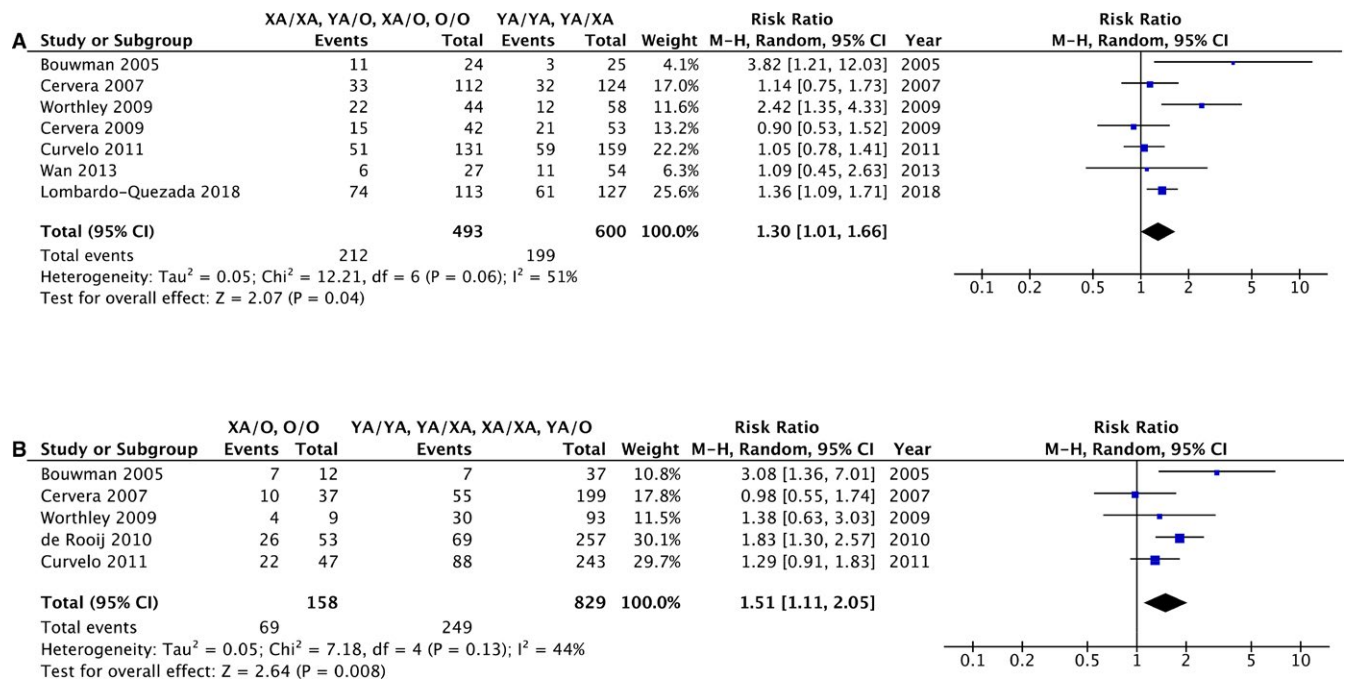 XA/XA, YA/O, XA/O, O/O YA/YA, YA/XA Risk Ratio Risk Ratio
A Study or Subgroup Events Total Events Total Weight M-H, Random, 95% CI Year M-H, Random, 95% CI
Bouwman 2005 11 24 3 25 4.1% 3.82 [1.21, 12.03] 2005
Cervera 2007 33 112 32 124 17.0% 1.14 [0.75, 1.73] 2007
Worthley 2009 22 44 12 58 11.6% 2.42 [1.35, 4.33] 2009
Cervera 2009 15 42 21 53 13.2% 0.90 [0.53, 1.52] 2009
Curvelo 2011 51 131 59 159 22.2% 1.05 [0.78, 1.41] 2011
Wan 2013 6 27 11 54 6.3% 1.09 [0.45, 2.63] 2013
Lombardo-Quezada 2018 74 113 61 127 25.6% 1.36 [1.09, 1.71] 2018
Total (95% CI) 493 600 100.0% 1.30 [1.01, 1.66]
Total events 212 199
Heterogeneity: Tau² = 0.05; Chi² = 12.21, df = 6 (P = 0.06); I² = 51%
Test for overall effect: Z = 2.07 (P = 0.04)
0.1 0.2 0.5 1 2 5 10
XA/O, O/O YA/YA, YA/XA, XA/XA, YA/O Risk Ratio Risk Ratio
B Study or Subgroup Events Total Events Total Weight M-H, Random, 95% CI Year M-H, Random, 95% CI
Bouwman 2005 7 12 7 37 10.8% 3.08 [1.36, 7.01] 2005
Cervera 2007 10 37 55 199 17.8% 0.98 [0.55, 1.74] 2007
Worthley 2009 4 9 30 93 11.5% 1.38 [0.63, 3.03] 2009
de Rooij 2010 26 53 69 257 30.1% 1.83 [1.30, 2.57] 2010
Curvelo 2011 22 47 88 243 29.7% 1.29 [0.91, 1.83] 2011
Total (95% CI) 158 829 100.0% 1.51 [1.11, 2.05]
Total events 69 249
Heterogeneity: Tau² = 0.05; Chi² = 7.18, df = 4 (P = 0.13); I² = 44%
Test for overall effect: Z = 2.64 (P = 0.008)
0.1 0.2 0.5 1 2 5 10